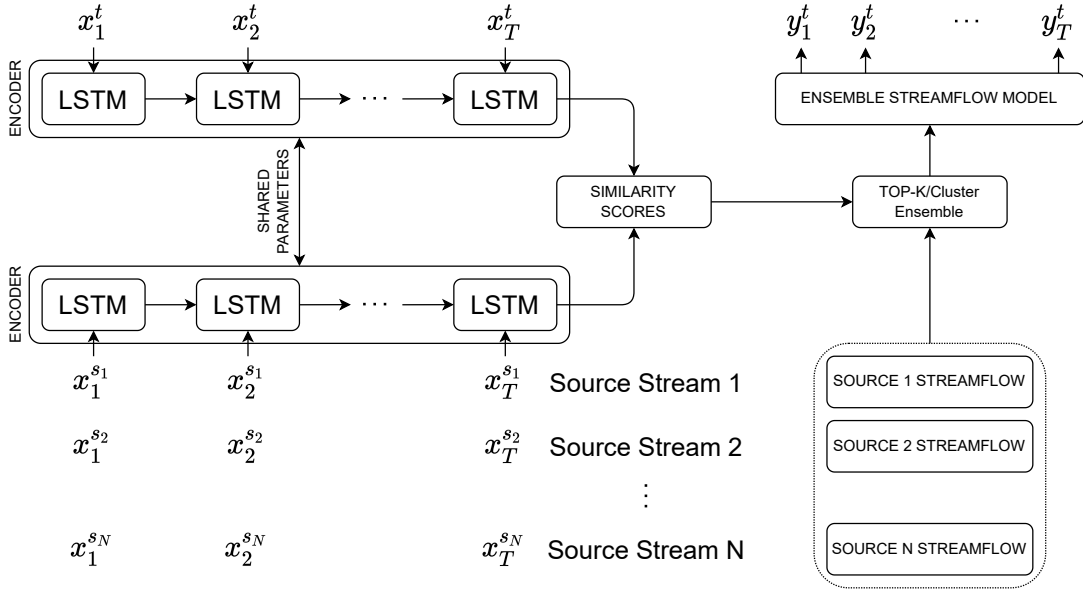 $x_1^t$ $x_2^t$ $x_T^t$ $y_1^t$ $y_2^t$ ⋯ $y_T^t$
ENCODER
LSTM LSTM ⋯ LSTM
ENSEMBLE STREAMFLOW MODEL
SHARED
PARAMETERS
SIMILARITY
SCORES
TOP-K/Cluster
Ensemble
ENCODER
LSTM LSTM ⋯ LSTM
$x_1^{s_1}$ $x_2^{s_1}$ $x_T^{s_1}$ Source Stream 1
$x_1^{s_2}$ $x_2^{s_2}$ $x_T^{s_2}$ Source Stream 2
⋮
$x_1^{s_N}$ $x_2^{s_N}$ $x_T^{s_N}$ Source Stream N
SOURCE 1 STREAMFLOW
SOURCE 2 STREAMFLOW
SOURCE N STREAMFLOW